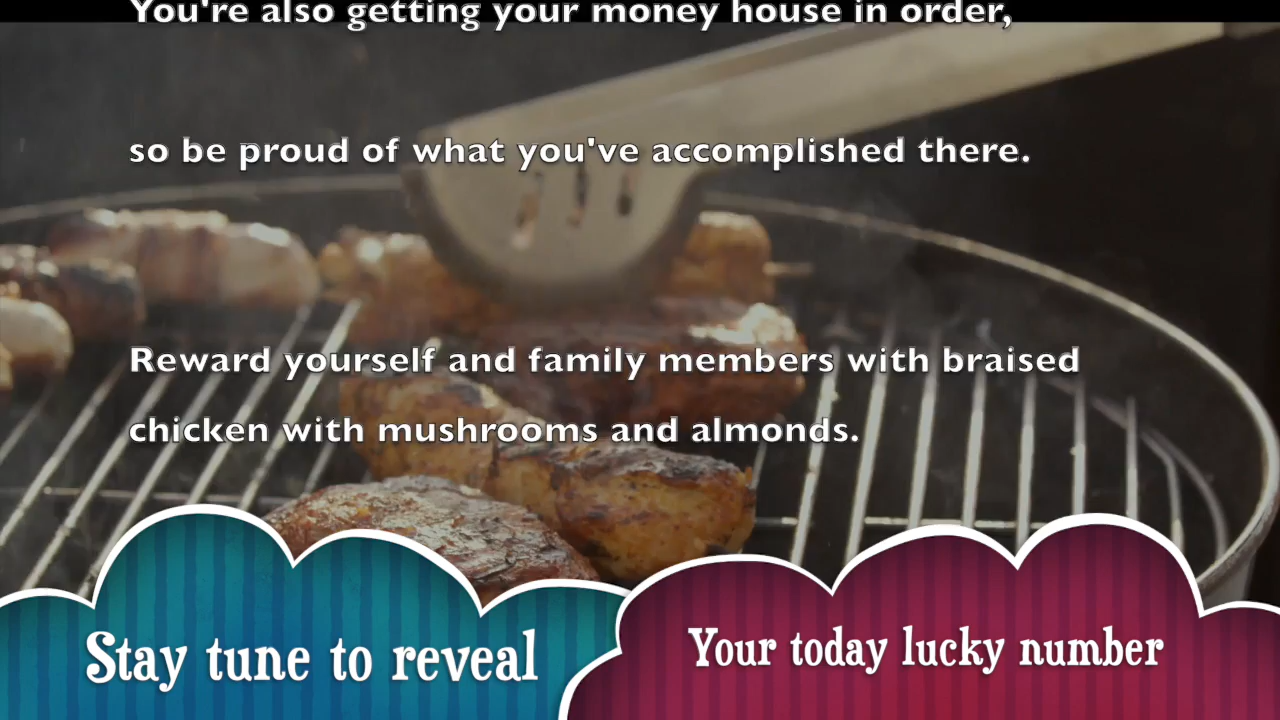 You're also getting your money house in order,
so be proud of what you've accomplished there.
Reward yourself and family members with braised
chicken with mushrooms and almonds.
Stay tune to reveal
Your today lucky number